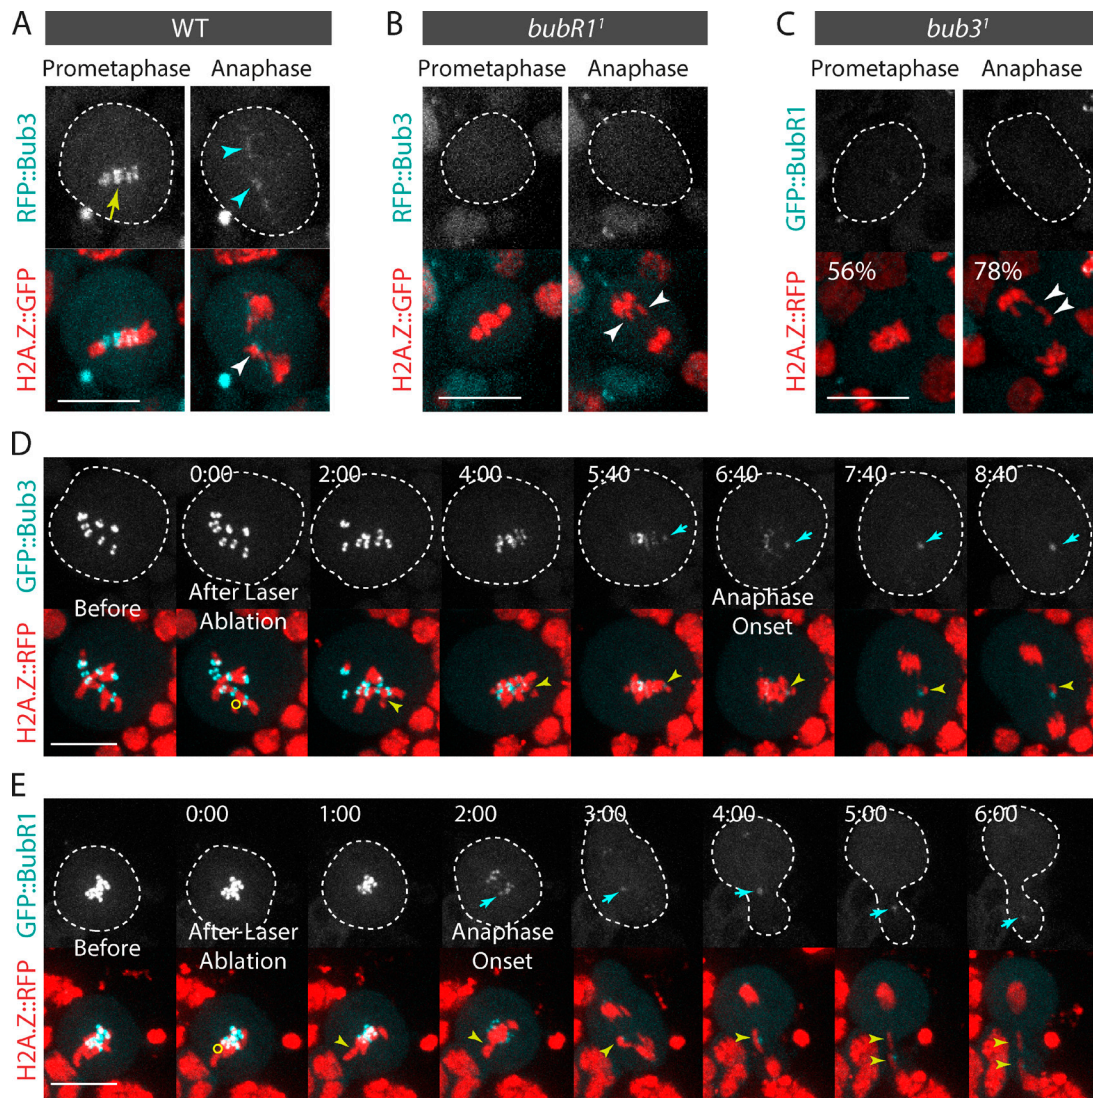 A
WT
Prometaphase Anaphase
RFP::Bub3
H2A.Z::GFP
B
bubR1¹
Prometaphase Anaphase
RFP::Bub3
H2A.Z::GFP
C
bub3¹
Prometaphase Anaphase
GFP::BubR1
H2A.Z::RFP
56% 78%
D
GFP::Bub3
0:00 2:00 4:00 5:40 6:40 7:40 8:40
Before
After Laser
Ablation
Anaphase
Onset
H2A.Z::RFP
E
GFP::BubR1
0:00 1:00 2:00 3:00 4:00 5:00 6:00
Before
After Laser
Ablation
Anaphase
Onset
H2A.Z::RFP